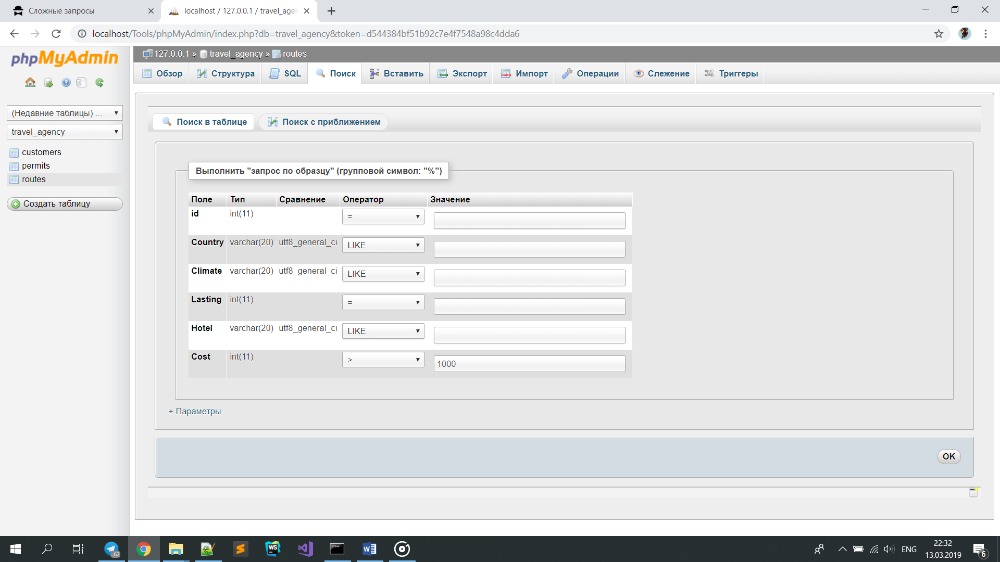 Сложные запросы
localhost / 127.0.0.1 / travel_agen
localhost/Tools/phpMyAdmin/index.php?db=travel_agency&token=d544384bf51b92c7e4f7548a98c4dda6
phpMyAdmin
(Недавние таблицы) ...
travel_agency
customers
permits
routes
Создать таблицу
127.0.0.1 » travel_agency » routes
Обзор Структура SQL Поиск Вставить Экспорт Импорт Операции Слежение Триггеры
Поиск в таблице Поиск с приближением
Выполнить "запрос по образцу" (групповой символ: "%")
Поле Тип Сравнение Оператор Значение
id int(11) =
Country varchar(20) utf8_general_ci LIKE
Climate varchar(20) utf8_general_ci LIKE
Lasting int(11) =
Hotel varchar(20) utf8_general_ci LIKE
Cost int(11) > 1000
+ Параметры
OK
62
WS
ENG
22:32
13.03.2019
6